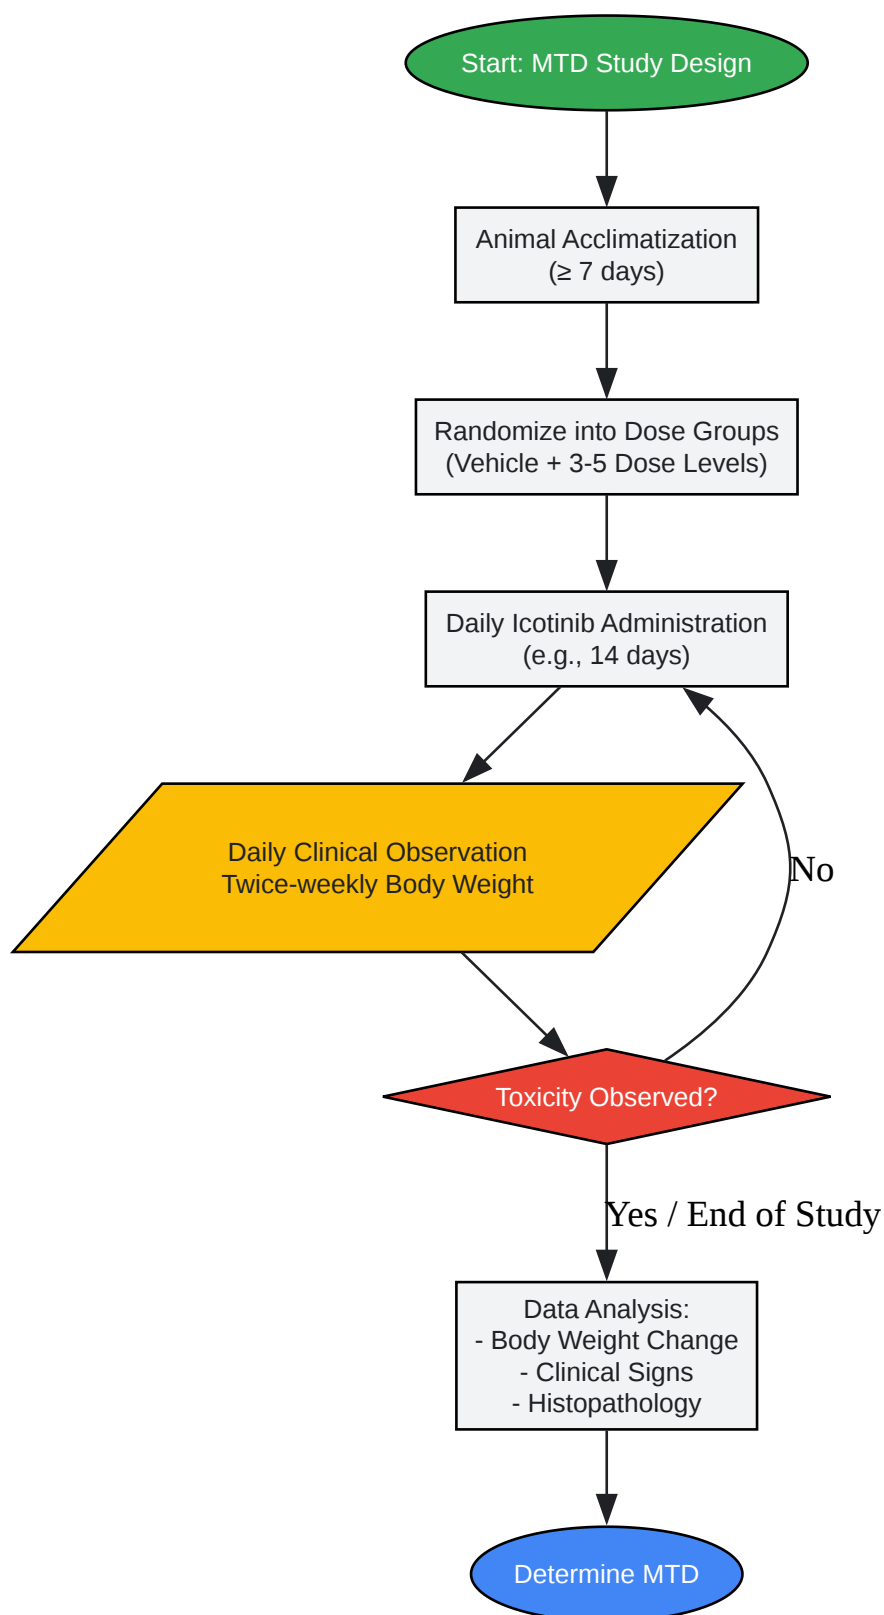 Start: MTD Study Design
Animal Acclimatization
(≥ 7 days)
Randomize into Dose Groups
(Vehicle + 3-5 Dose Levels)
Daily Icotinib Administration
(e.g., 14 days)
Daily Clinical Observation
Twice-weekly Body Weight
No
Toxicity Observed?
Yes / End of Study
Data Analysis:
- Body Weight Change
- Clinical Signs
- Histopathology
Determine MTD